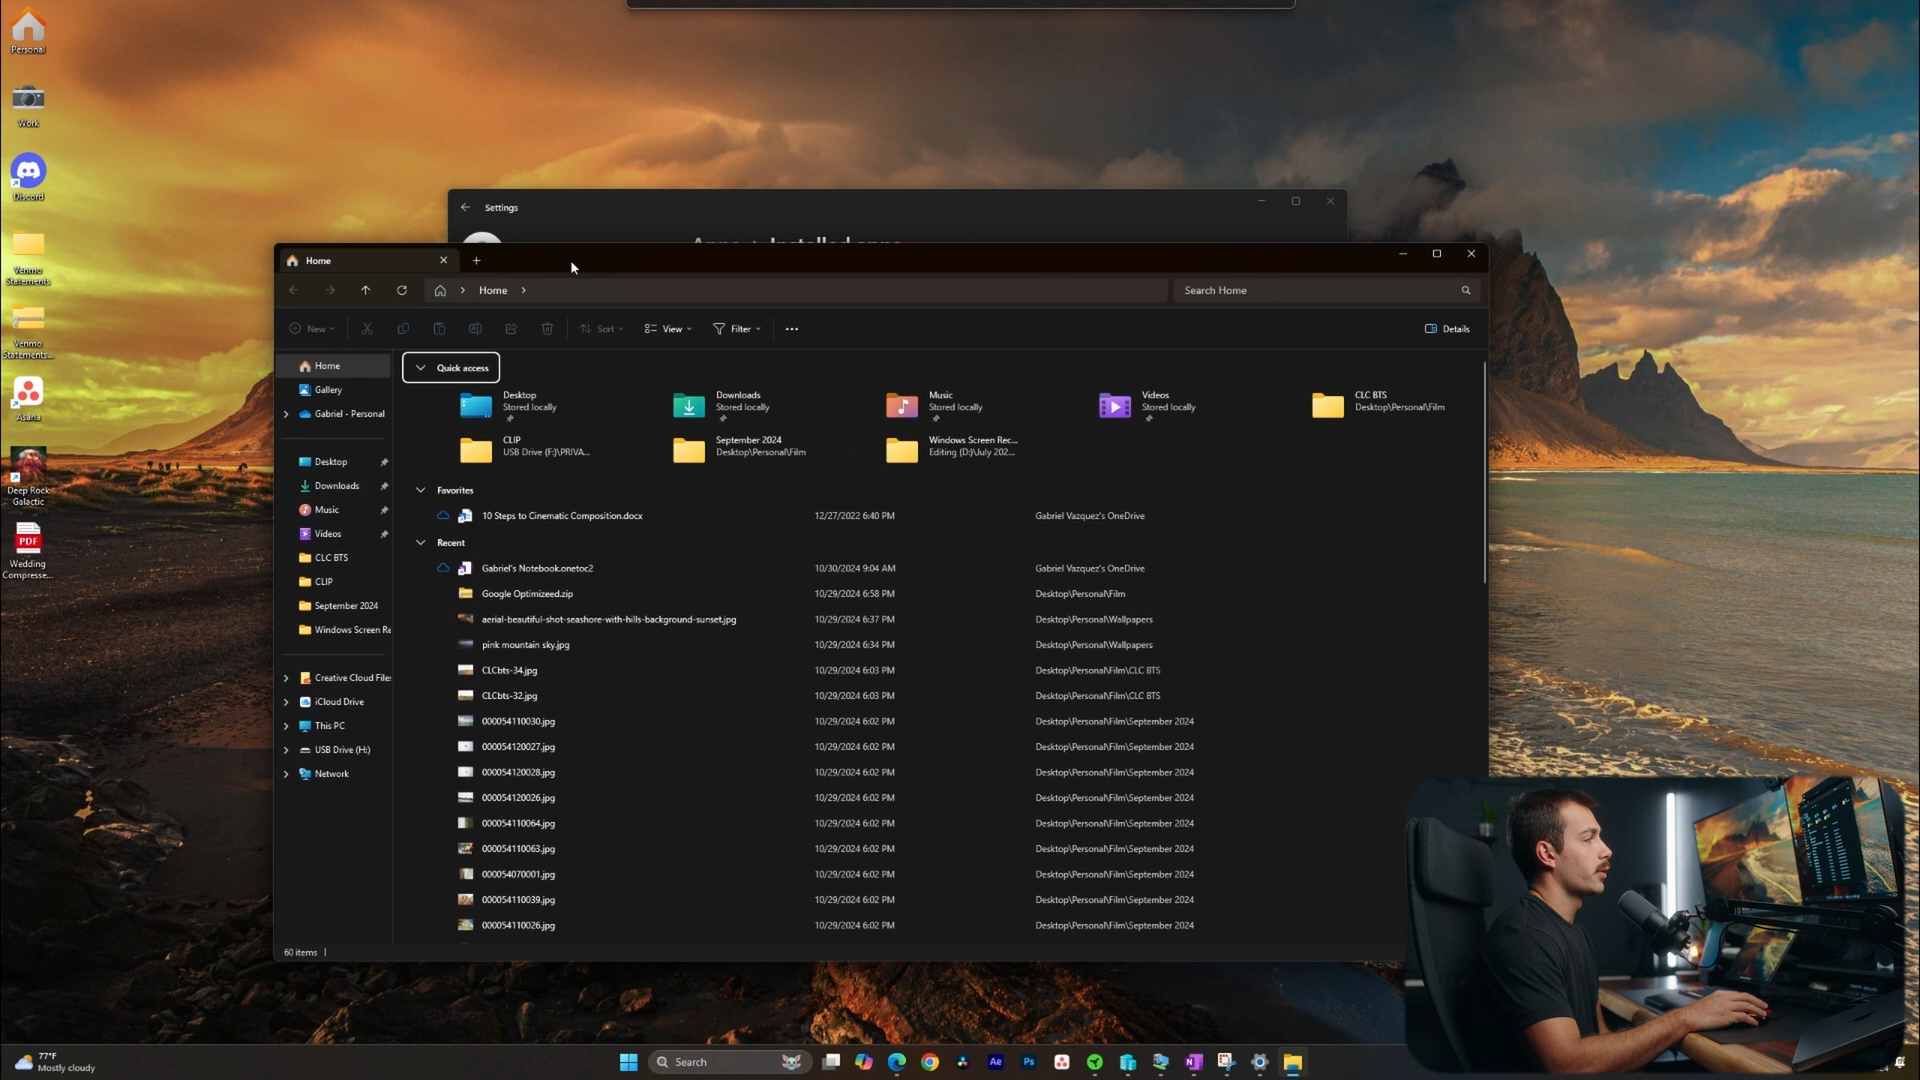 Personal
Work
Discord
Venmo
Statements
Venmo
Statements...
Asana
Deep Rock
Galactic
PDF
Wedding
Compresse...
Settings
Apps > Installed apps
Home
Home
Search Home
New
Sort
View
Filter
Details
Home
Gallery
Gabriel - Personal
Desktop
Downloads
Music
Videos
CLC BTS
CLIP
September 2024
Windows Screen Re
Creative Cloud Files
iCloud Drive
This PC
USB Drive (H:)
Network
Quick access
Desktop
Stored locally
Downloads
Stored locally
Music
Stored locally
Videos
Stored locally
CLC BTS
Desktop\Personal\Film
CLIP
USB Drive (F:)\PRIVA...
September 2024
Desktop\Personal\Film
Windows Screen Rec...
Editing (D:)\July 202...
Favorites
10 Steps to Cinematic Composition.docx 12/27/2022 6:40 PM Gabriel Vazquez's OneDrive
Recent
Gabriel's Notebook.onetoc2 10/30/2024 9:04 AM Gabriel Vazquez's OneDrive
Google Optimizeed.zip 10/29/2024 6:58 PM Desktop\Personal\Film
aerial-beautiful-shot-seashore-with-hills-background-sunset.jpg 10/29/2024 6:37 PM Desktop\Personal\Wallpapers
pink mountain sky.jpg 10/29/2024 6:34 PM Desktop\Personal\Wallpapers
CLCbts-34.jpg 10/29/2024 6:03 PM Desktop\Personal\Film\CLC BTS
CLCbts-32.jpg 10/29/2024 6:03 PM Desktop\Personal\Film\CLC BTS
000054110030.jpg 10/29/2024 6:02 PM Desktop\Personal\Film\September 2024
000054120027.jpg 10/29/2024 6:02 PM Desktop\Personal\Film\September 2024
000054120028.jpg 10/29/2024 6:02 PM Desktop\Personal\Film\September 2024
000054120026.jpg 10/29/2024 6:02 PM Desktop\Personal\Film\September 2024
000054110064.jpg 10/29/2024 6:02 PM Desktop\Personal\Film\September 2024
000054110063.jpg 10/29/2024 6:02 PM Desktop\Personal\Film\September 2024
000054070001.jpg 10/29/2024 6:02 PM Desktop\Personal\Film\September 2024
000054110039.jpg 10/29/2024 6:02 PM Desktop\Personal\Film\September 2024
000054110026.jpg 10/29/2024 6:02 PM Desktop\Personal\Film\September 2024
60 items
77°F
Mostly cloudy
Search
Ae
Ps